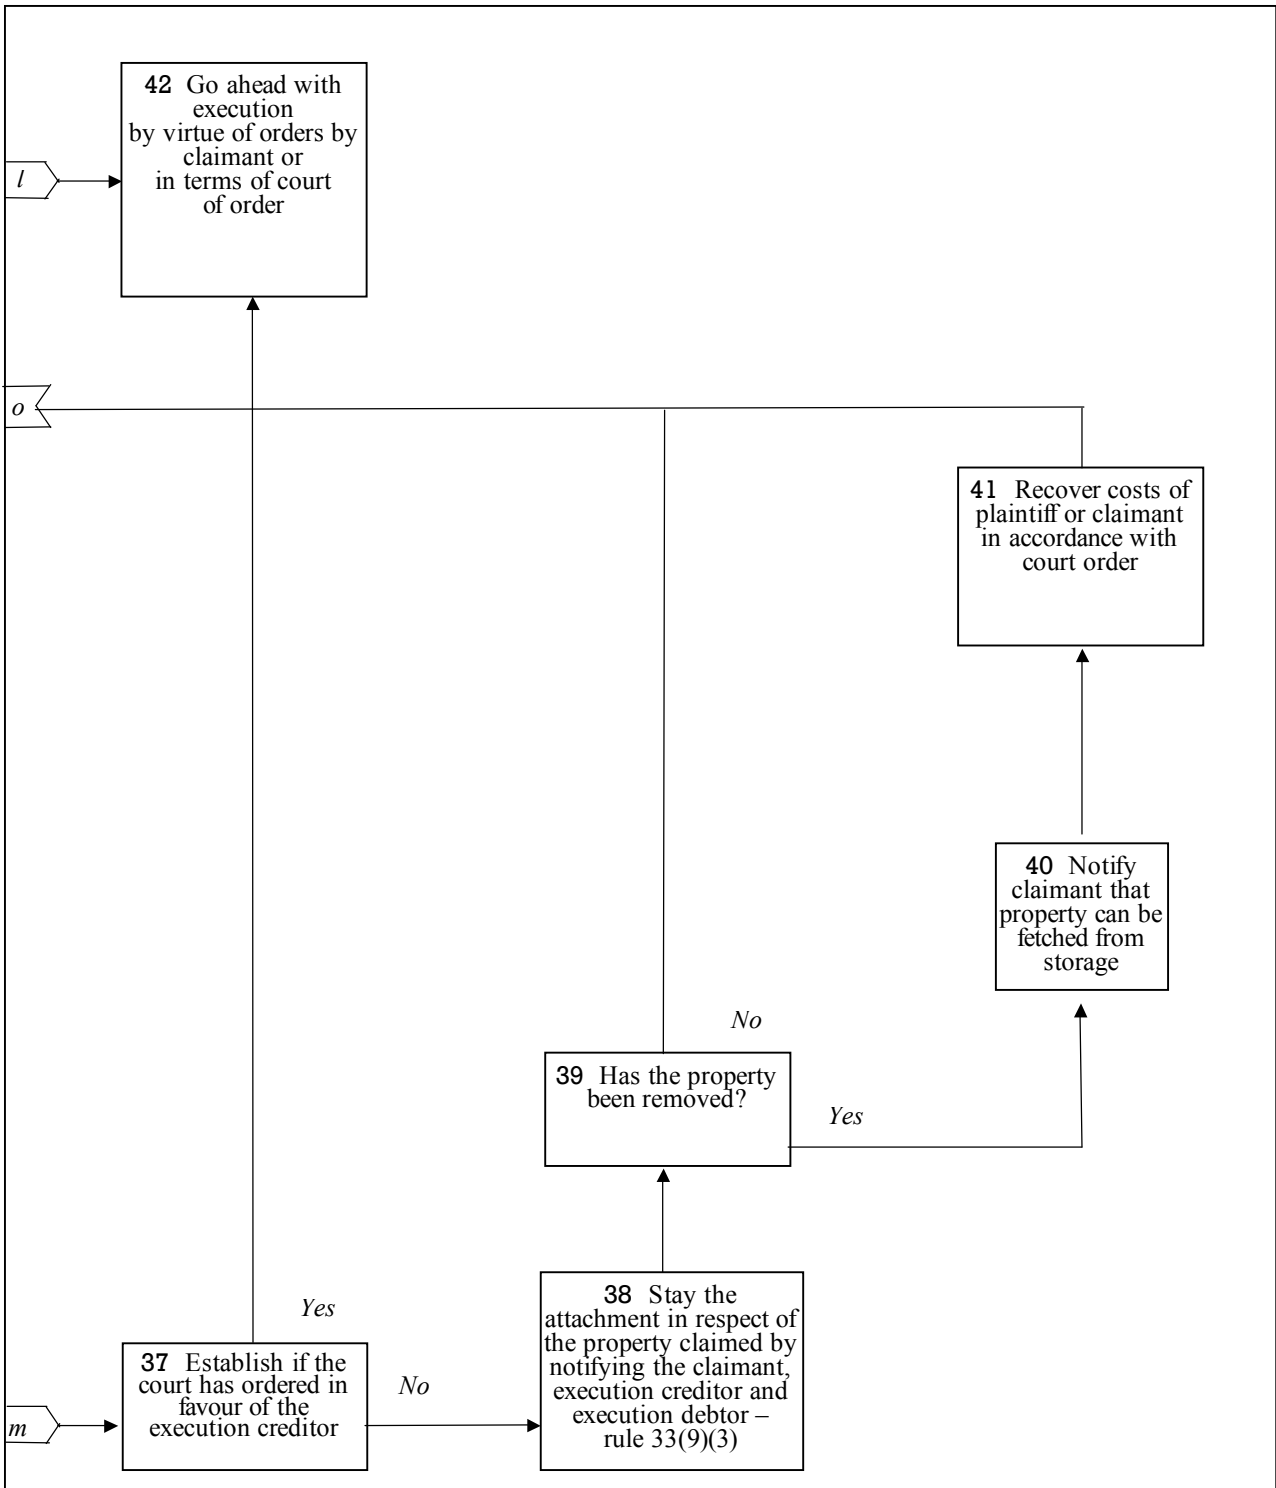 42 Go ahead with
execution
by virtue of orders by
claimant or
in terms of court
of order
l
o
41 Recover costs of
plaintiff or claimant
in accordance with
court order
40 Notify
claimant that
property can be
fetched from
storage
No
39 Has the property
been removed?
Yes
38 Stay the
attachment in respect of
the property claimed by
notifying the claimant,
execution creditor and
execution debtor –
rule 33(9)(3)
Yes
37 Establish if the
court has ordered in
favour of the
execution creditor
No
m